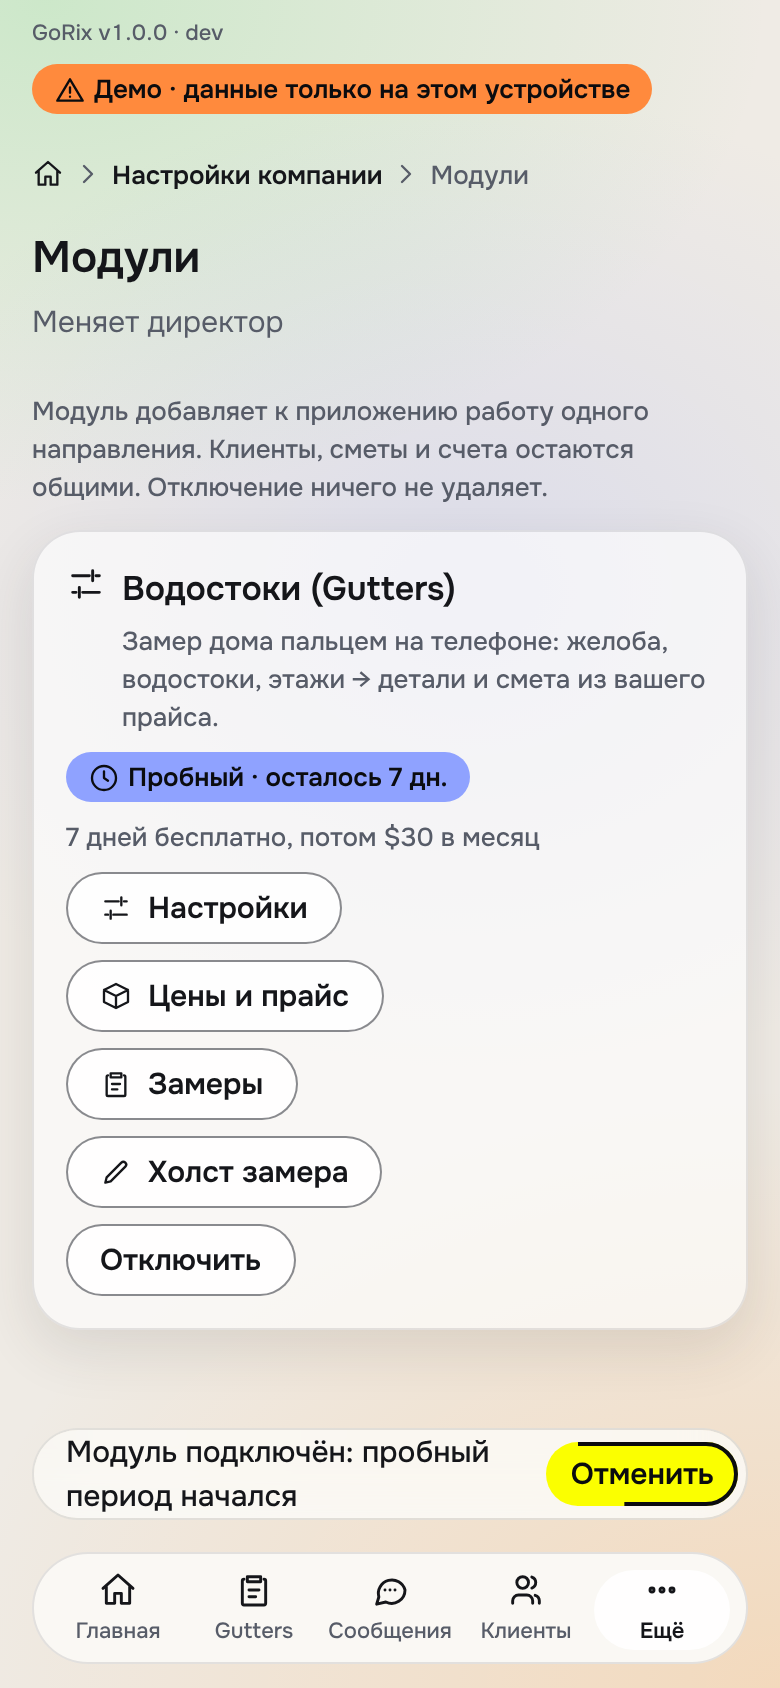 GoRix v1.0.0 · dev
Демо · данные только на этом устройстве
Настройки компании
Модули
Модули
Меняет директор
Модуль добавляет к приложению работу одного
направления. Клиенты, сметы и счета остаются
общими. Отключение ничего не удаляет.
Водостоки (Gutters)
Замер дома пальцем на телефоне: желоба,
водостоки, этажи → детали и смета из вашего
прайса.
Пробный · осталось 7 дн.
7 дней бесплатно, потом $30 в месяц
Настройки
Цены и прайс
Замеры
Холст замера
Отключить
Модуль подключён: пробный
период начался
Отменить
Главная
Gutters
Сообщения
Клиенты
Ещё